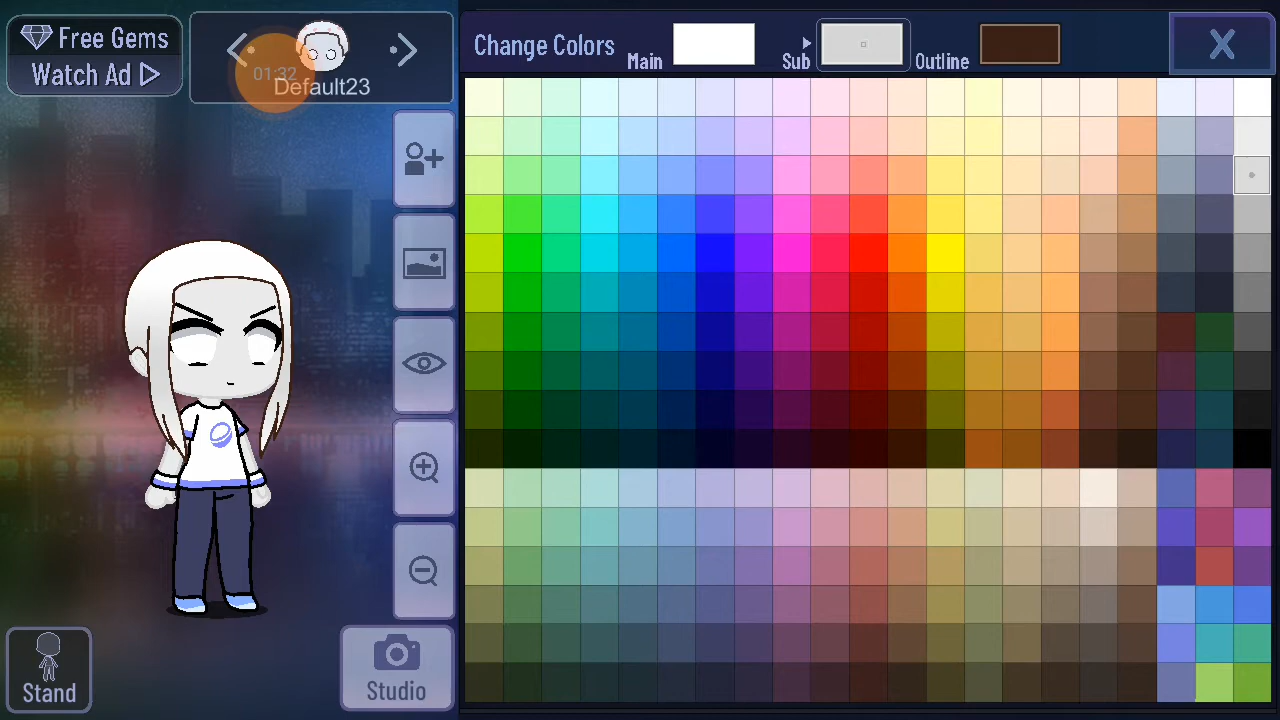 Free Gems
Watch Ad
01:32
Default23
Change Colors
Main
Sub
Outline
X
Stand
Studio